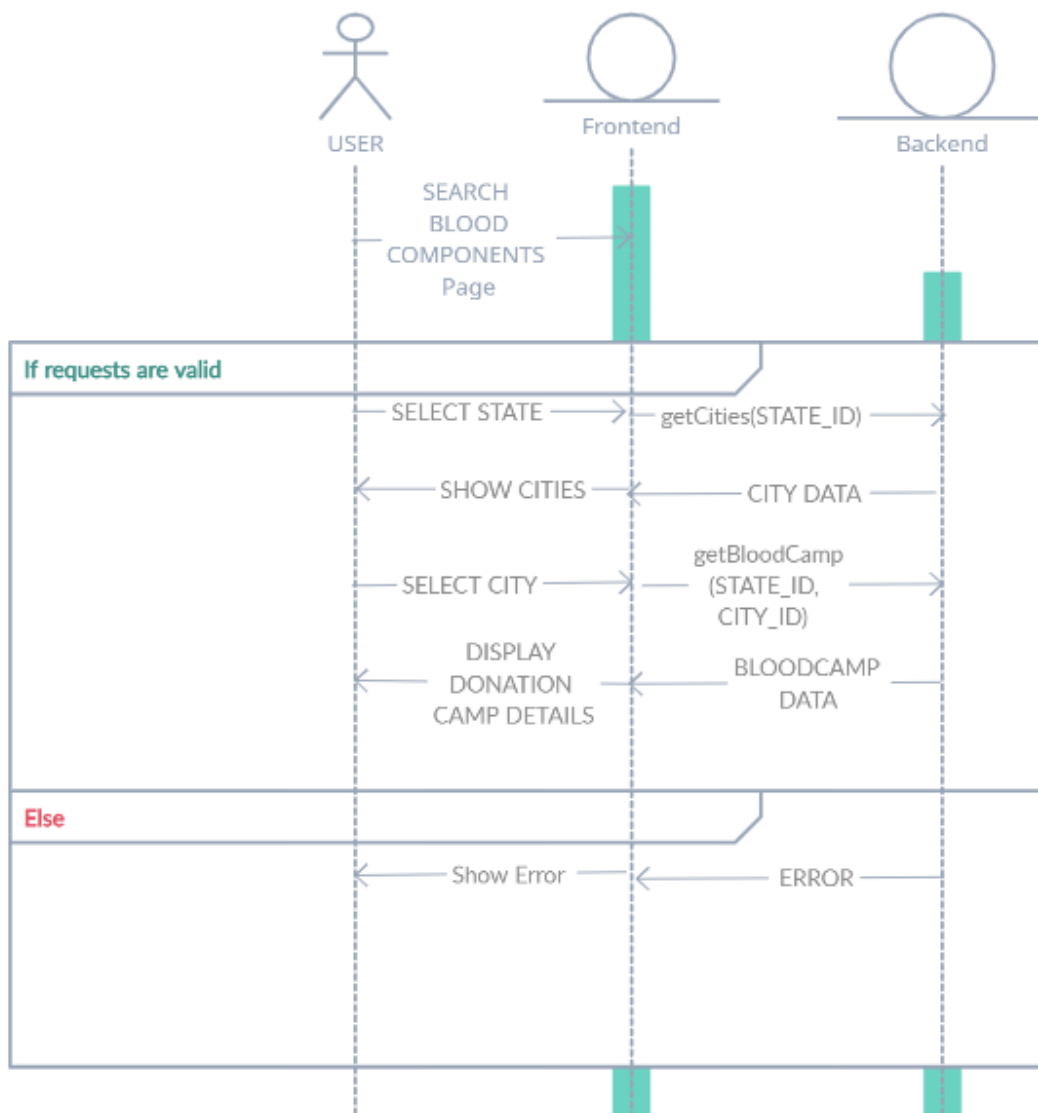 USER
Frontend
Backend
SEARCH
BLOOD
COMPONENTS
Page
If requests are valid
SELECT STATE
getCities(STATE_ID)
SHOW CITIES
CITY DATA
SELECT CITY
getBloodCamp
(STATE_ID,
CITY_ID)
DISPLAY
DONATION
CAMP DETAILS
BLOODCAMP
DATA
Else
Show Error
ERROR